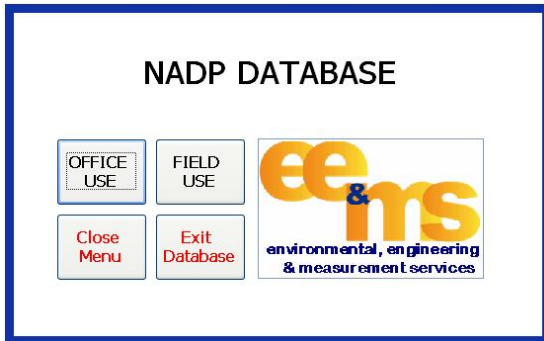 NADP DATABASE
OFFICE
USE
FIELD
USE
Close
Menu
Exit
Database
ee
&
ms
environmental, engineering
& measurement services